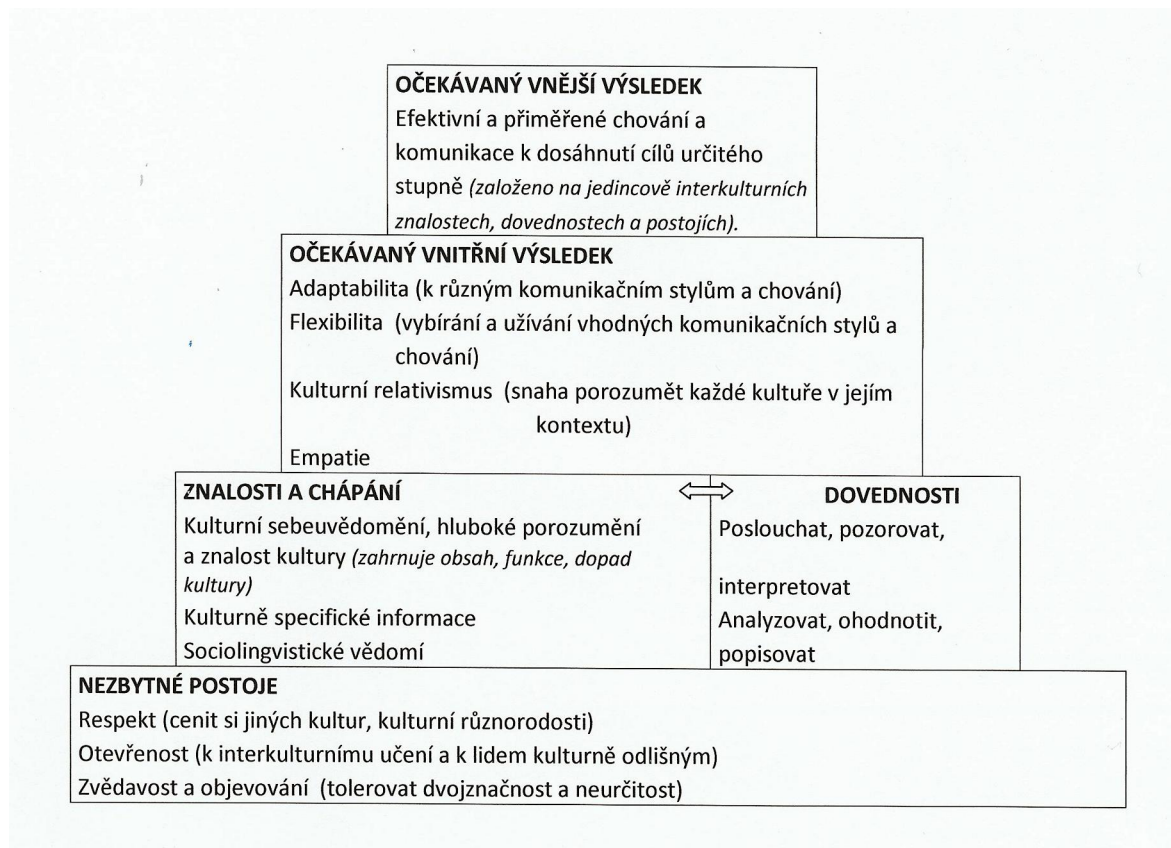 OČEKÁVANÝ VNĚJŠÍ VÝSLEDEK
Efektivní a přiměřené chování a
komunikace k dosáhnutí cílů určitého
stupně (založeno na jedincově interkulturních
znalostech, dovednostech a postojích).
OČEKÁVANÝ VNITŘNÍ VÝSLEDEK
Adaptabilita (k různým komunikačním stylům a chování)
Flexibilita (vybírání a užívání vhodných komunikačních stylů a
chování)
Kulturní relativismus (snaha porozumět každé kultuře v jejím
kontextu)
Empatie
ZNALOSTI A CHÁPÁNÍ
Kulturní sebeuvědomění, hluboké porozumění
a znalost kultury (zahrnuje obsah, funkce, dopad
kultury)
Kulturně specifické informace
Sociolingvistické vědomí
DOVEDNOSTI
Poslouchat, pozorovat,
interpretovat
Analyzovat, ohodnotit,
popisovat
NEZBYTNÉ POSTOJE
Respekt (cenit si jiných kultur, kulturní různorodosti)
Otevřenost (k interkulturnímu učení a k lidem kulturně odlišným)
Zvědavost a objevování (tolerovat dvojznačnost a neurčitost)